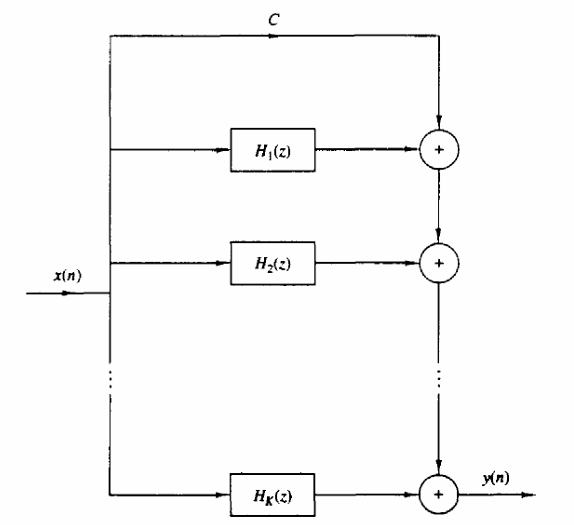 C
H₁(z)
+
H₂(z)
+
x(n)
⋮
⋮
H_K(z)
+
y(n)